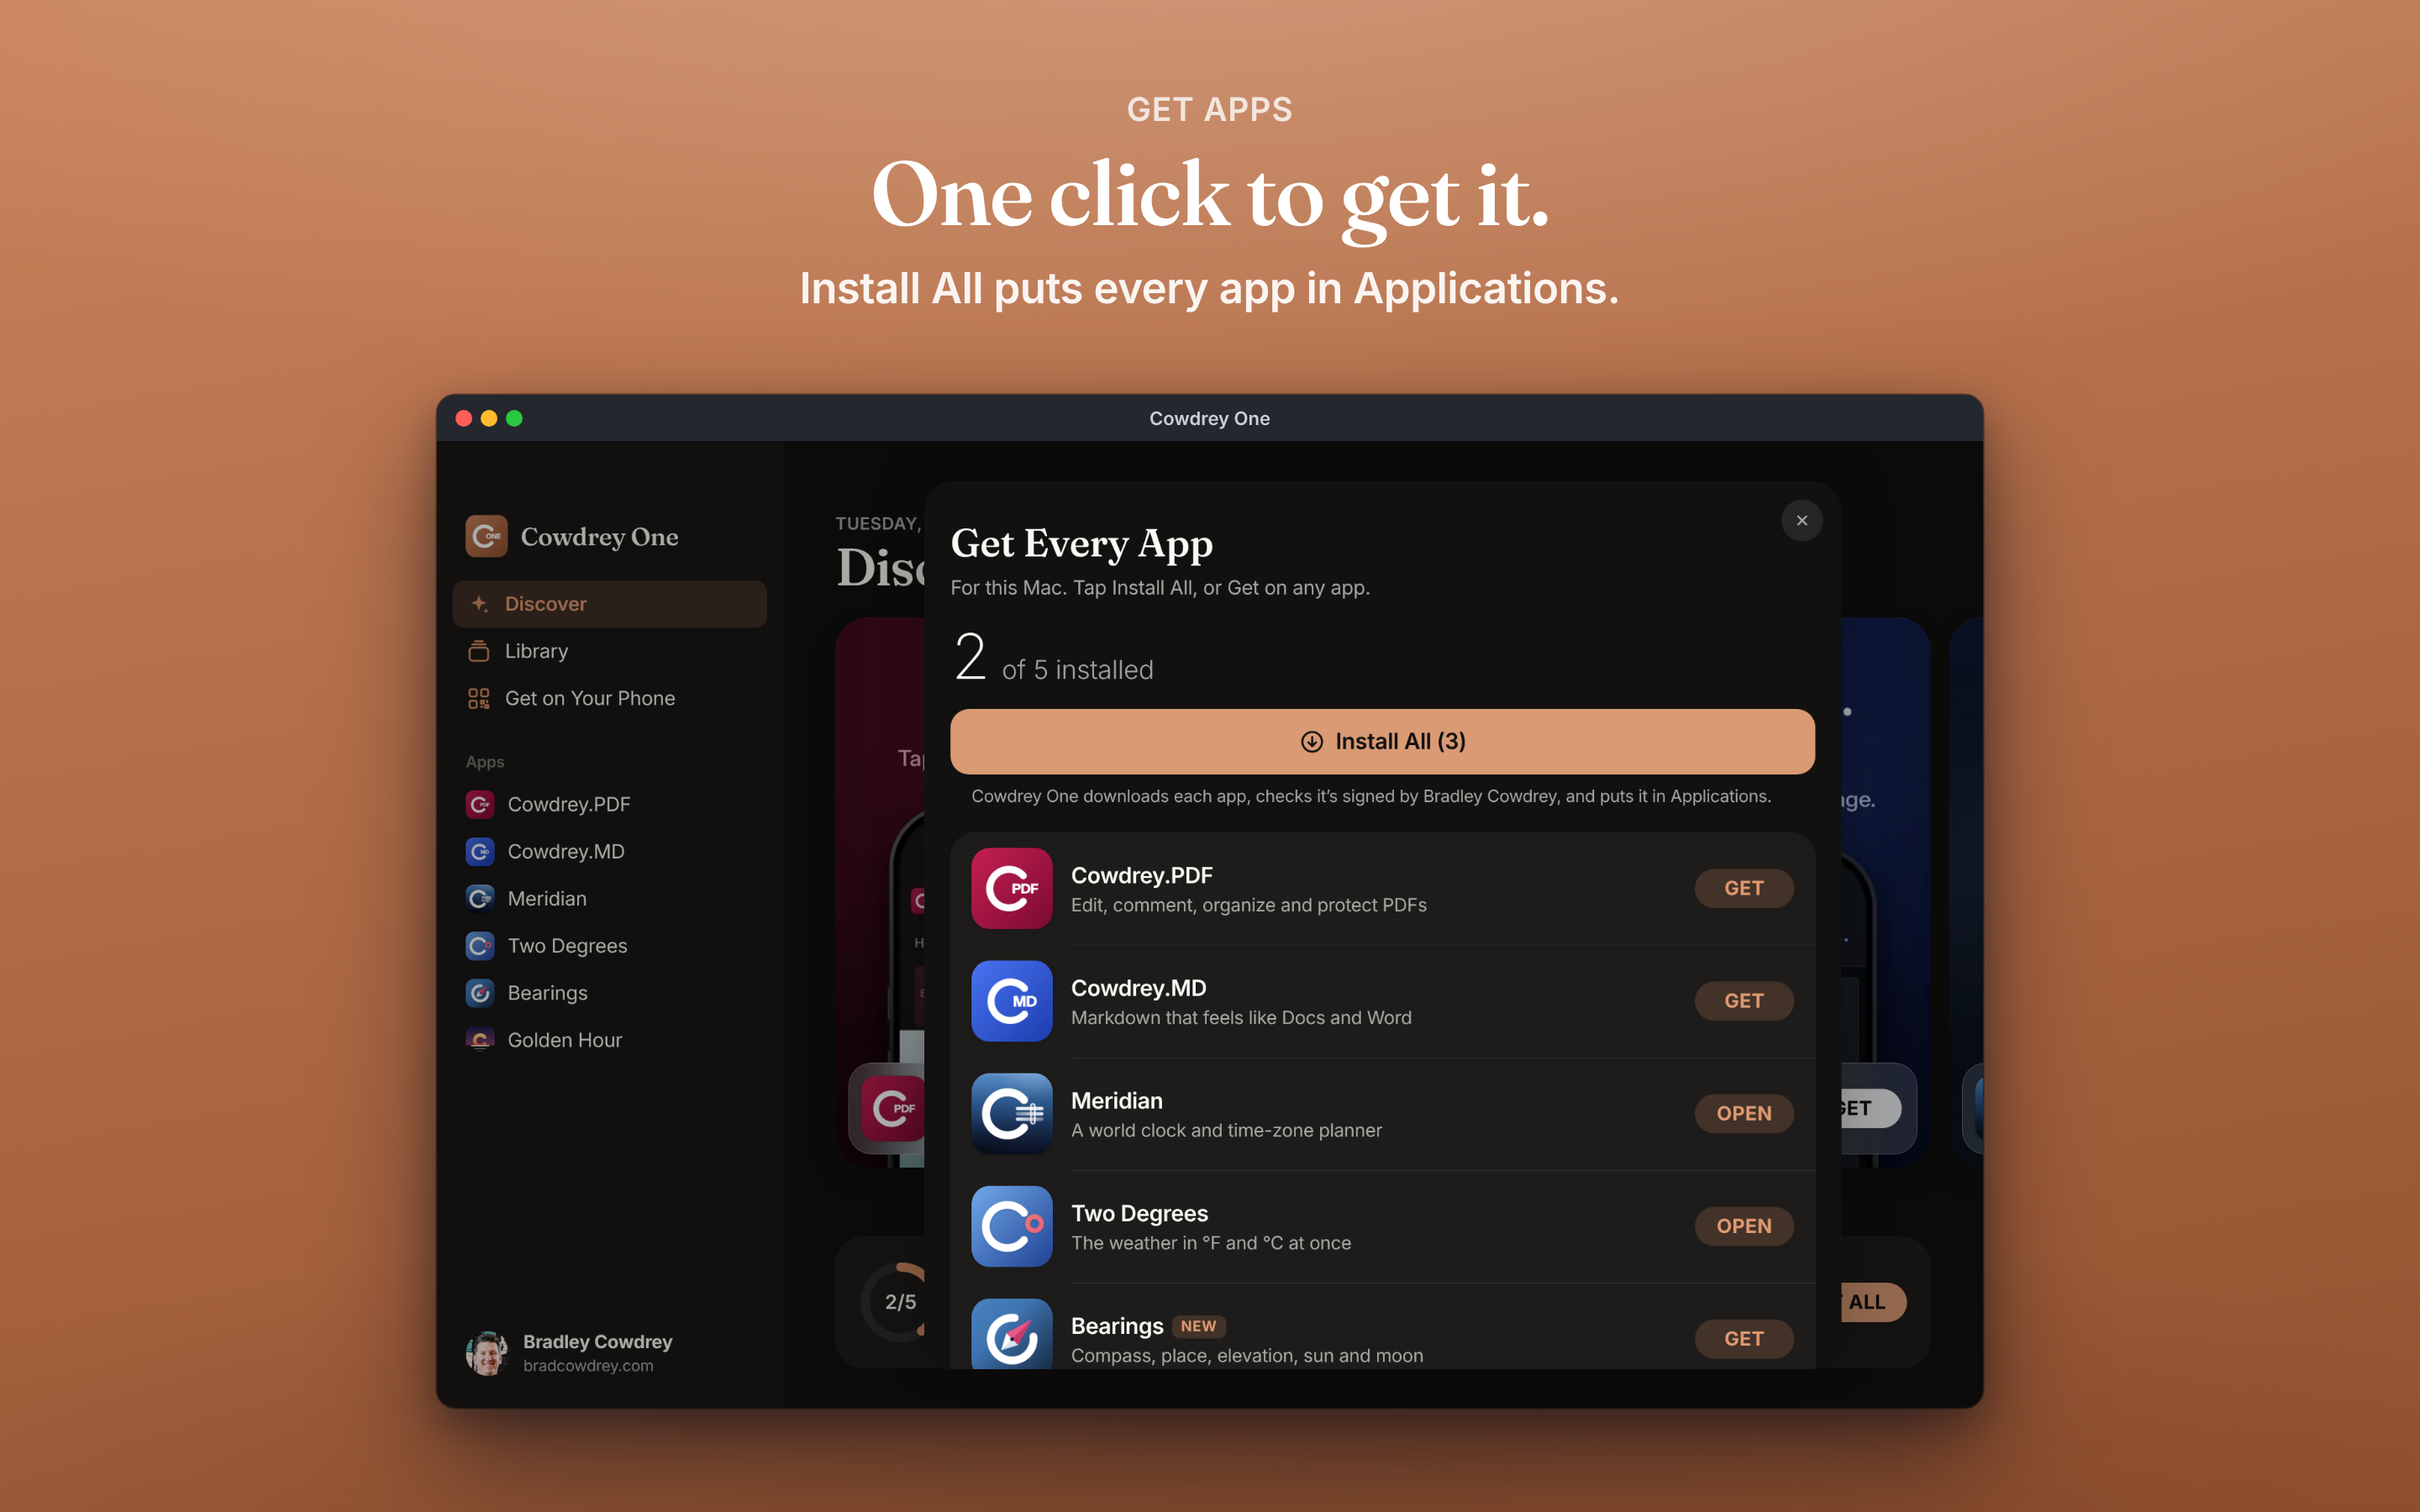 GET APPS
One click to get it.
Install All puts every app in Applications.
Cowdrey One
ONE
Cowdrey One
Discover
Library
Get on Your Phone
Apps
Cowdrey.PDF
Cowdrey.MD
Meridian
Two Degrees
Bearings
Golden Hour
Bradley Cowdrey
bradcowdrey.com
TUESDAY,
Get Every App
For this Mac. Tap Install All, or Get on any app.
2 of 5 installed
Install All (3)
Cowdrey One downloads each app, checks it’s signed by Bradley Cowdrey, and puts it in Applications.
PDF
Cowdrey.PDF
Edit, comment, organize and protect PDFs
GET
MD
Cowdrey.MD
Markdown that feels like Docs and Word
GET
Meridian
A world clock and time-zone planner
OPEN
Two Degrees
The weather in °F and °C at once
OPEN
Bearings NEW
Compass, place, elevation, sun and moon
GET
PDF
2/5
ALL